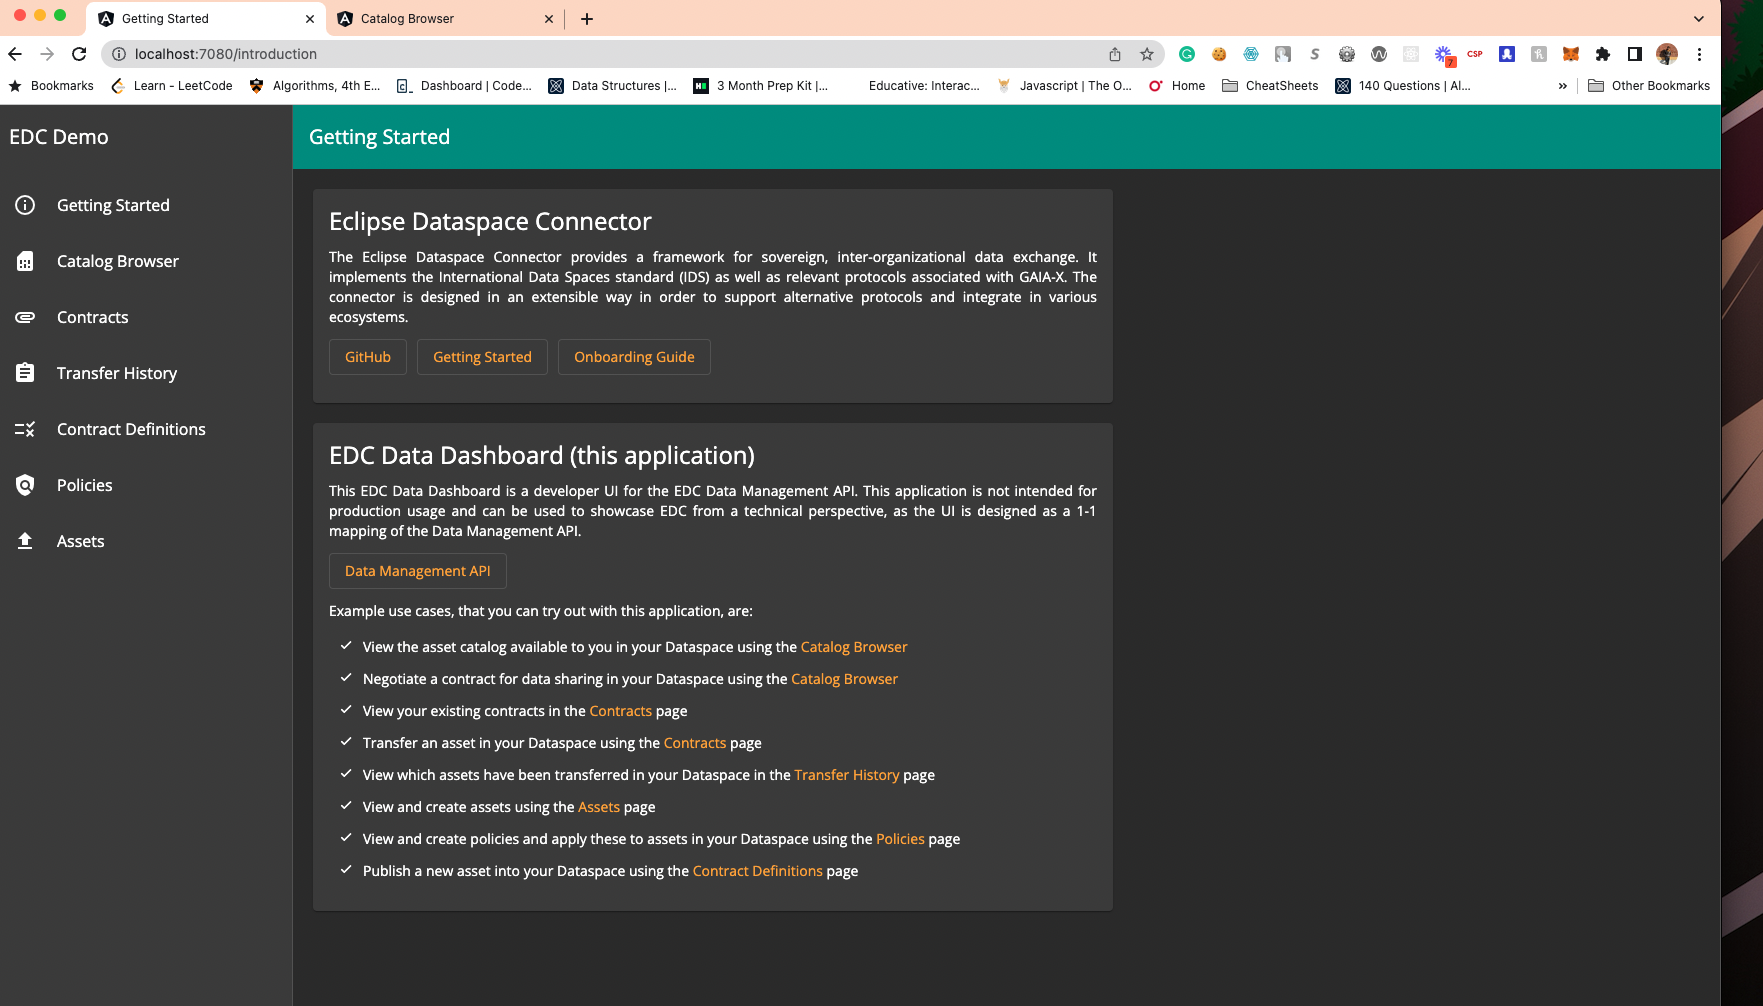 Getting Started
Catalog Browser
localhost:7080/introduction
7
CSP
Bookmarks
Learn - LeetCode
Algorithms, 4th E...
Dashboard | Code...
Data Structures |...
3 Month Prep Kit |...
Educative: Interac...
Javascript | The O...
Home
CheatSheets
140 Questions | Al...
»
Other Bookmarks
EDC Demo
Getting Started
Getting Started
Catalog Browser
Contracts
Transfer History
Contract Definitions
Policies
Assets
Eclipse Dataspace Connector
The Eclipse Dataspace Connector provides a framework for sovereign, inter-organizational data exchange. It
implements the International Data Spaces standard (IDS) as well as relevant protocols associated with GAIA-X. The
connector is designed in an extensible way in order to support alternative protocols and integrate in various
ecosystems.
GitHub
Getting Started
Onboarding Guide
EDC Data Dashboard (this application)
This EDC Data Dashboard is a developer UI for the EDC Data Management API. This application is not intended for
production usage and can be used to showcase EDC from a technical perspective, as the UI is designed as a 1-1
mapping of the Data Management API.
Data Management API
Example use cases, that you can try out with this application, are:
View the asset catalog available to you in your Dataspace using the Catalog Browser
Negotiate a contract for data sharing in your Dataspace using the Catalog Browser
View your existing contracts in the Contracts page
Transfer an asset in your Dataspace using the Contracts page
View which assets have been transferred in your Dataspace in the Transfer History page
View and create assets using the Assets page
View and create policies and apply these to assets in your Dataspace using the Policies page
Publish a new asset into your Dataspace using the Contract Definitions page